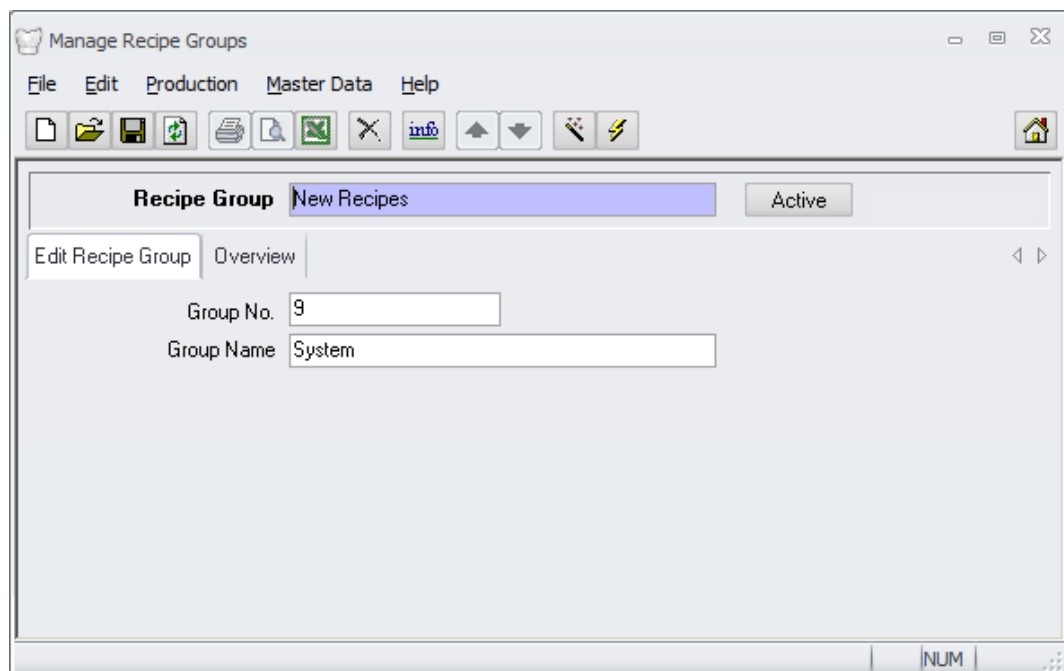 Manage Recipe Groups
File Edit Production Master Data Help
info
Recipe Group New Recipes Active
Edit Recipe Group Overview
Group No. 9
Group Name System
NUM